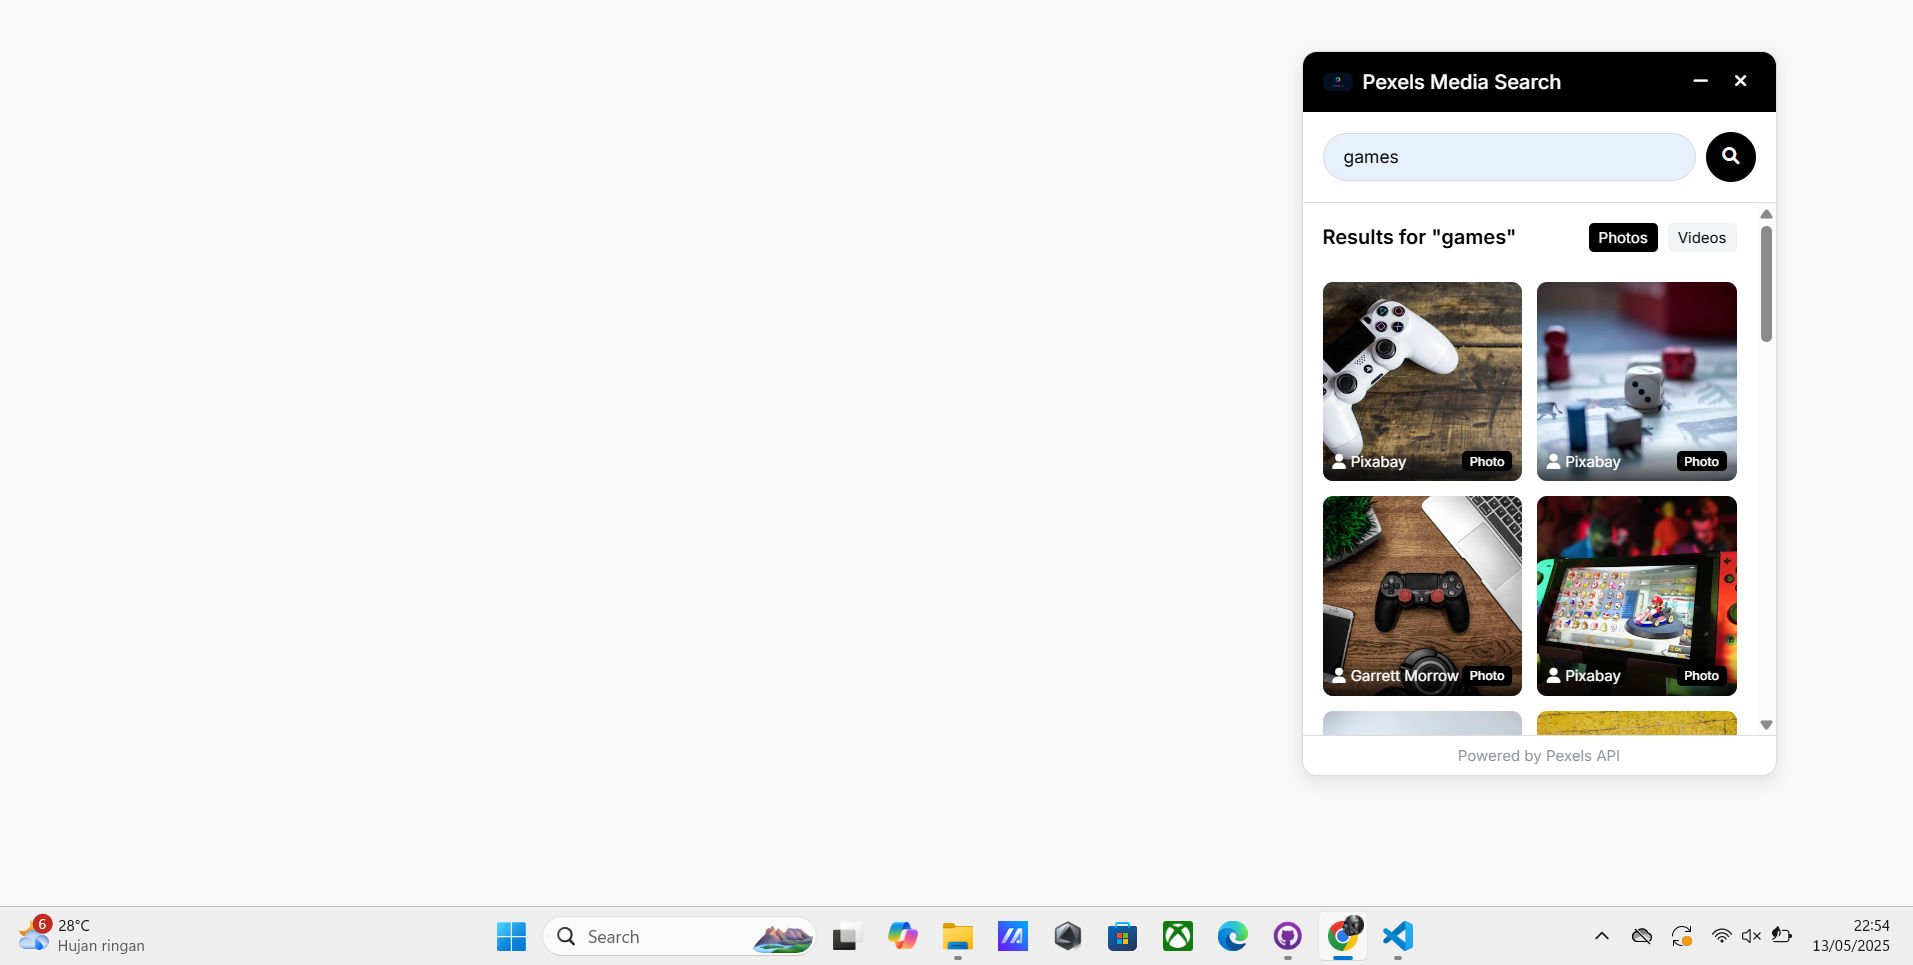 Pexels Media Search
games
Results for "games"
Photos
Videos
Pixabay
Photo
Pixabay
Photo
Garrett Morrow
Photo
Pixabay
Photo
Powered by Pexels API
6
28°C
Hujan ringan
Search
22:54
13/05/2025